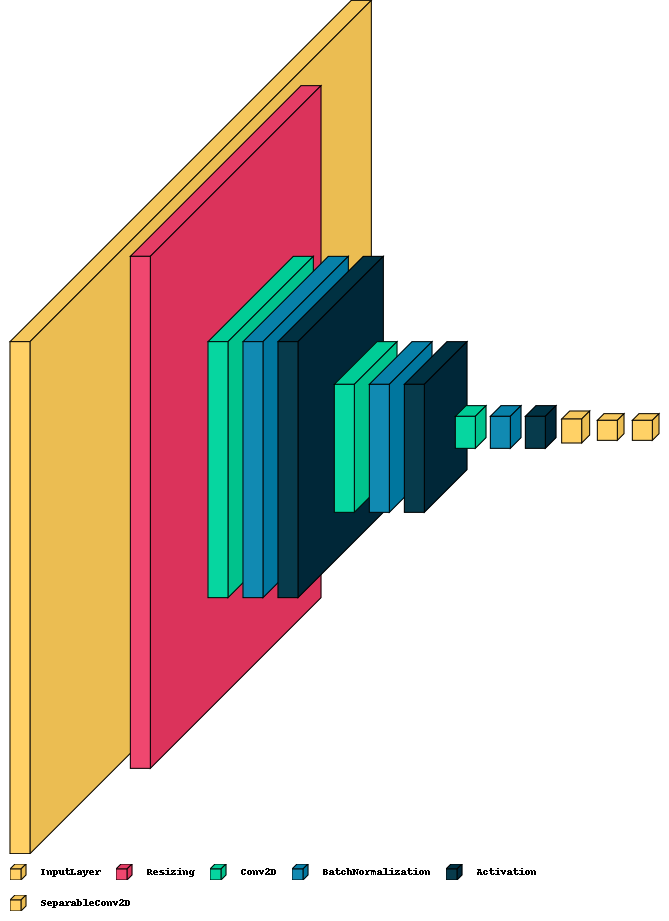 InputLayer Resizing Conv2D BatchNormalization Activation
SeparableConv2D